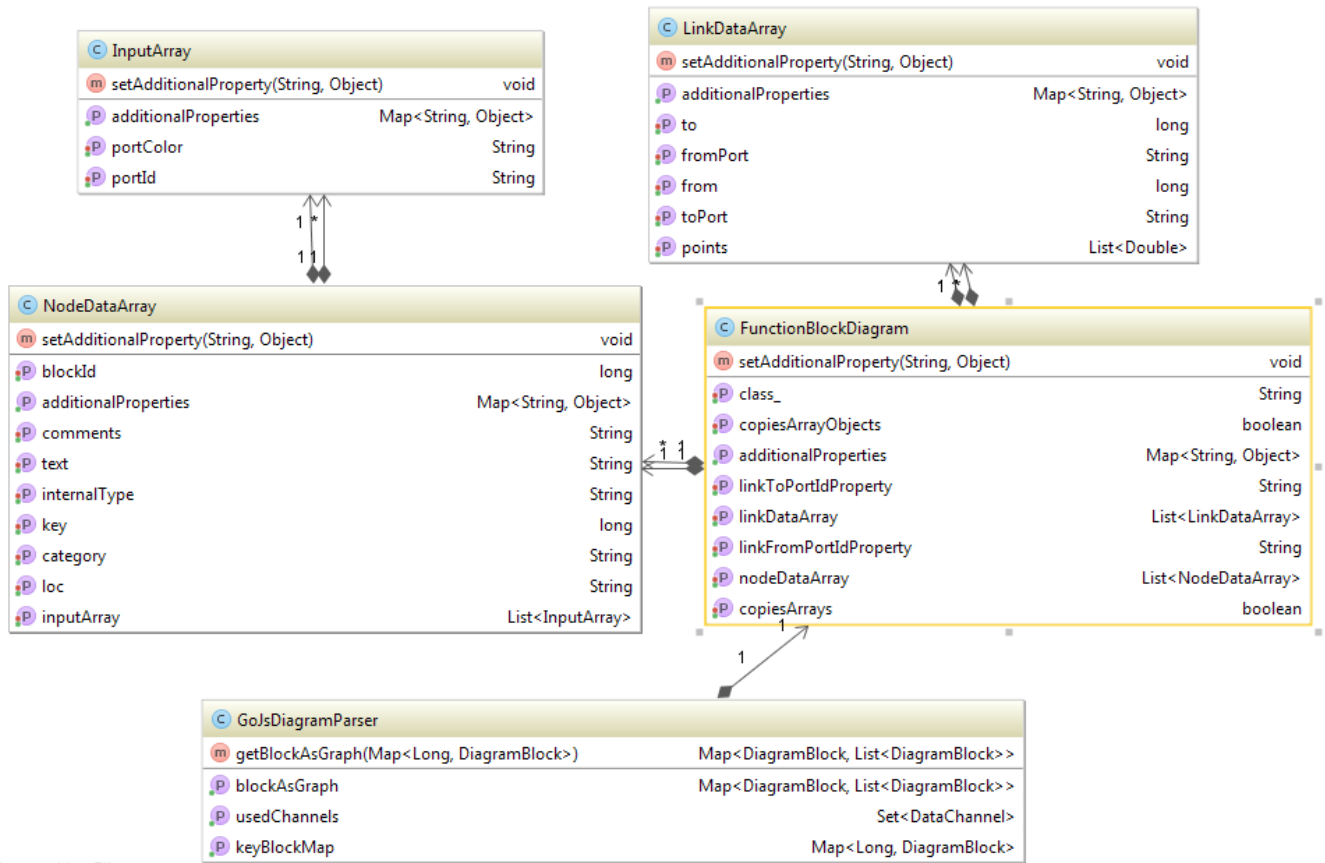 C InputArray
m setAdditionalProperty(String, Object) void
P additionalProperties Map<String, Object>
P portColor String
P portId String
1 *
1 1
C LinkDataArray
m setAdditionalProperty(String, Object) void
P additionalProperties Map<String, Object>
P to long
P fromPort String
P from long
P toPort String
P points List<Double>
1 *
C NodeDataArray
m setAdditionalProperty(String, Object) void
P blockId long
P additionalProperties Map<String, Object>
P comments String
P text String
P internalType String
P key long
P category String
P loc String
P inputArray List<InputArray>
* 1
1 1
C FunctionBlockDiagram
m setAdditionalProperty(String, Object) void
P class_ String
P copiesArrayObjects boolean
P additionalProperties Map<String, Object>
P linkToPortIdProperty String
P linkDataArray List<LinkDataArray>
P linkFromPortIdProperty String
P nodeDataArray List<NodeDataArray>
P copiesArrays boolean
1
1
C GoJsDiagramParser
m getBlockAsGraph(Map<Long, DiagramBlock>) Map<DiagramBlock, List<DiagramBlock>>
P blockAsGraph Map<DiagramBlock, List<DiagramBlock>>
P usedChannels Set<DataChannel>
P keyBlockMap Map<Long, DiagramBlock>